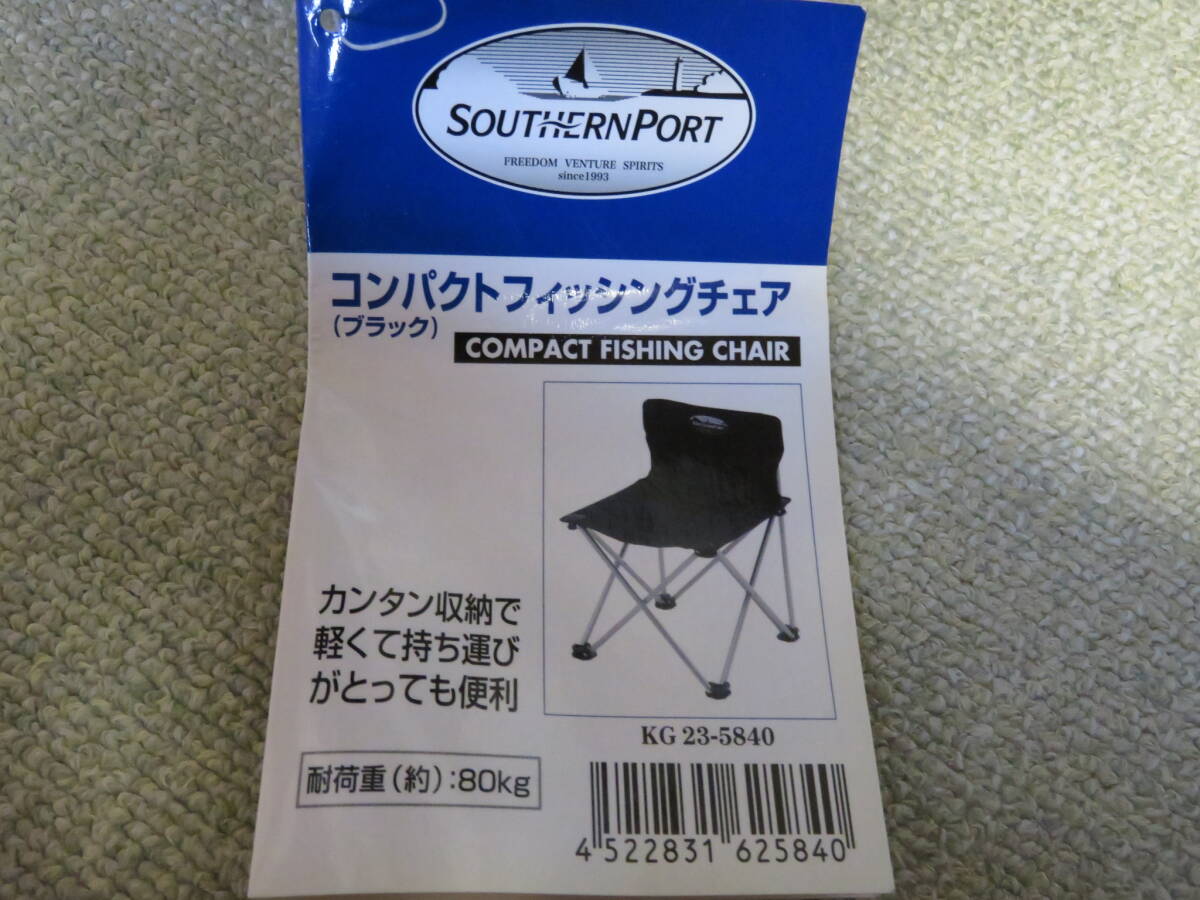 SOUTHERNPORT
FREEDOM VENTURE SPIRITS
since1993
コンパクトフィッシングチェア
(ブラック)
COMPACT FISHING CHAIR
カンタン収納で
軽くて持ち運び
がとっても便利
KG 23-5840
耐荷重(約):80kg
4 522831 625840